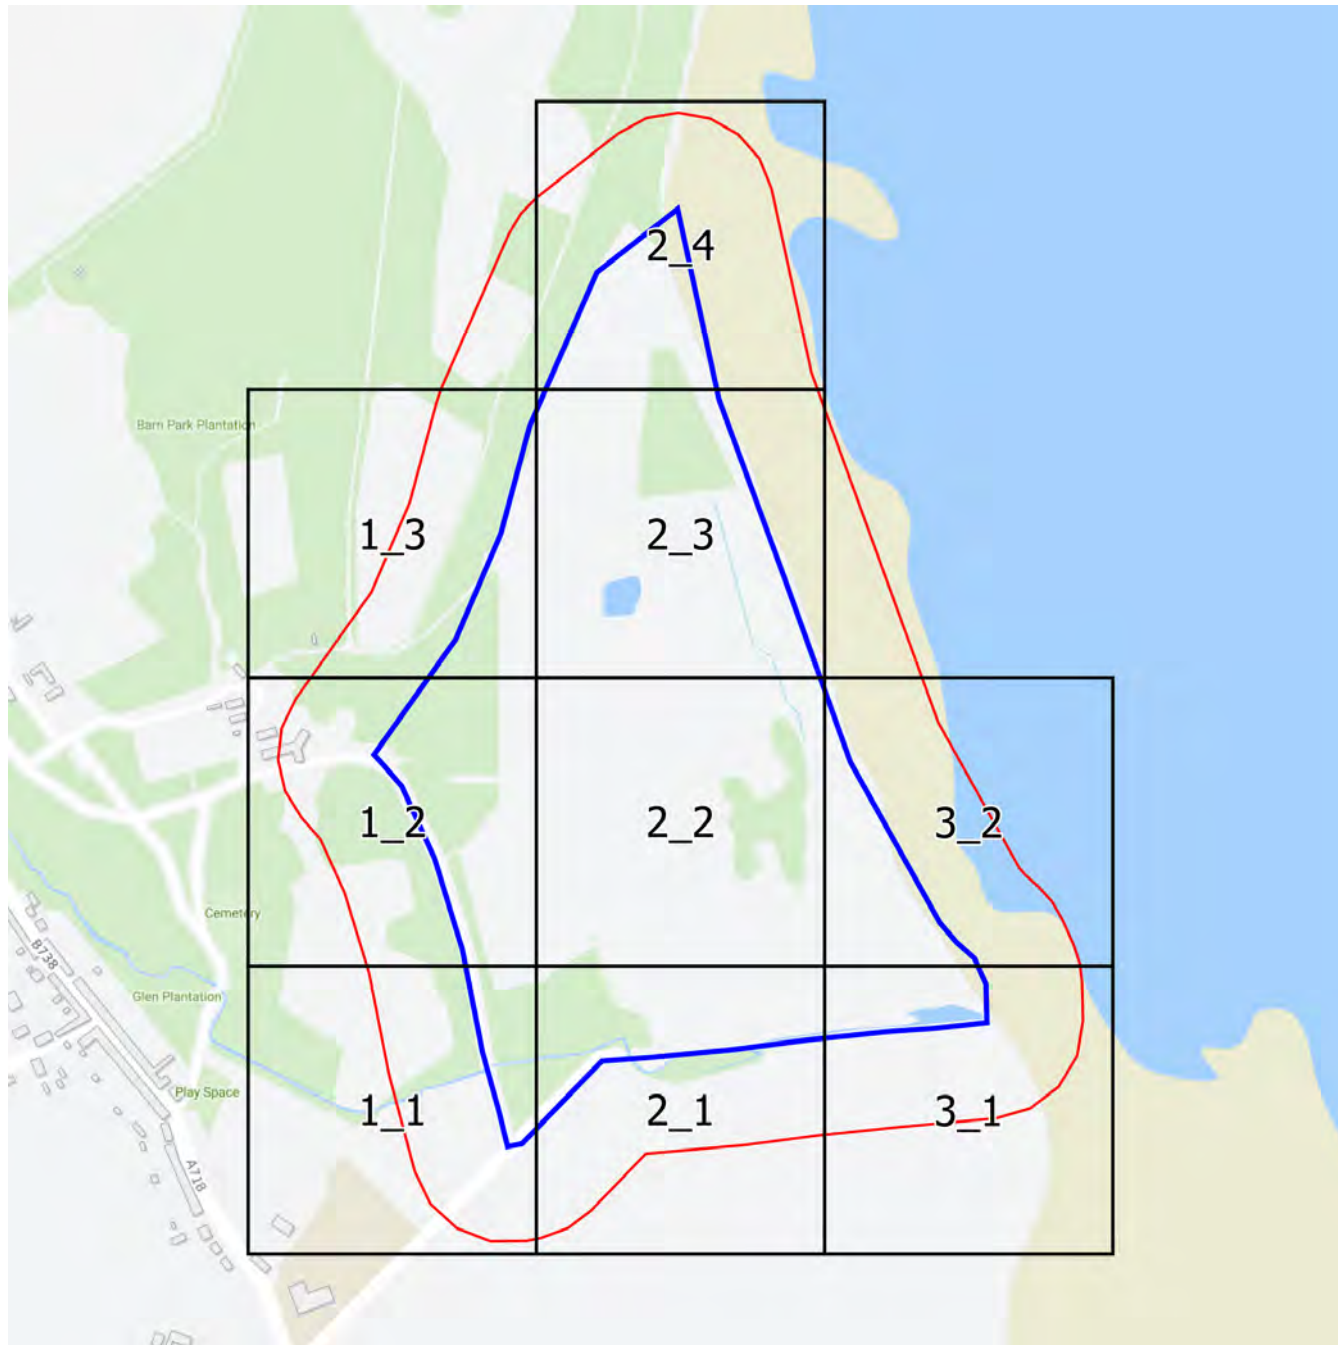 2_4
Barn Park Plantation
1_3
2_3
1_2
2_2
3_2
Cemetery
B738
Glen Plantation
Play Space
1_1
2_1
3_1
A718